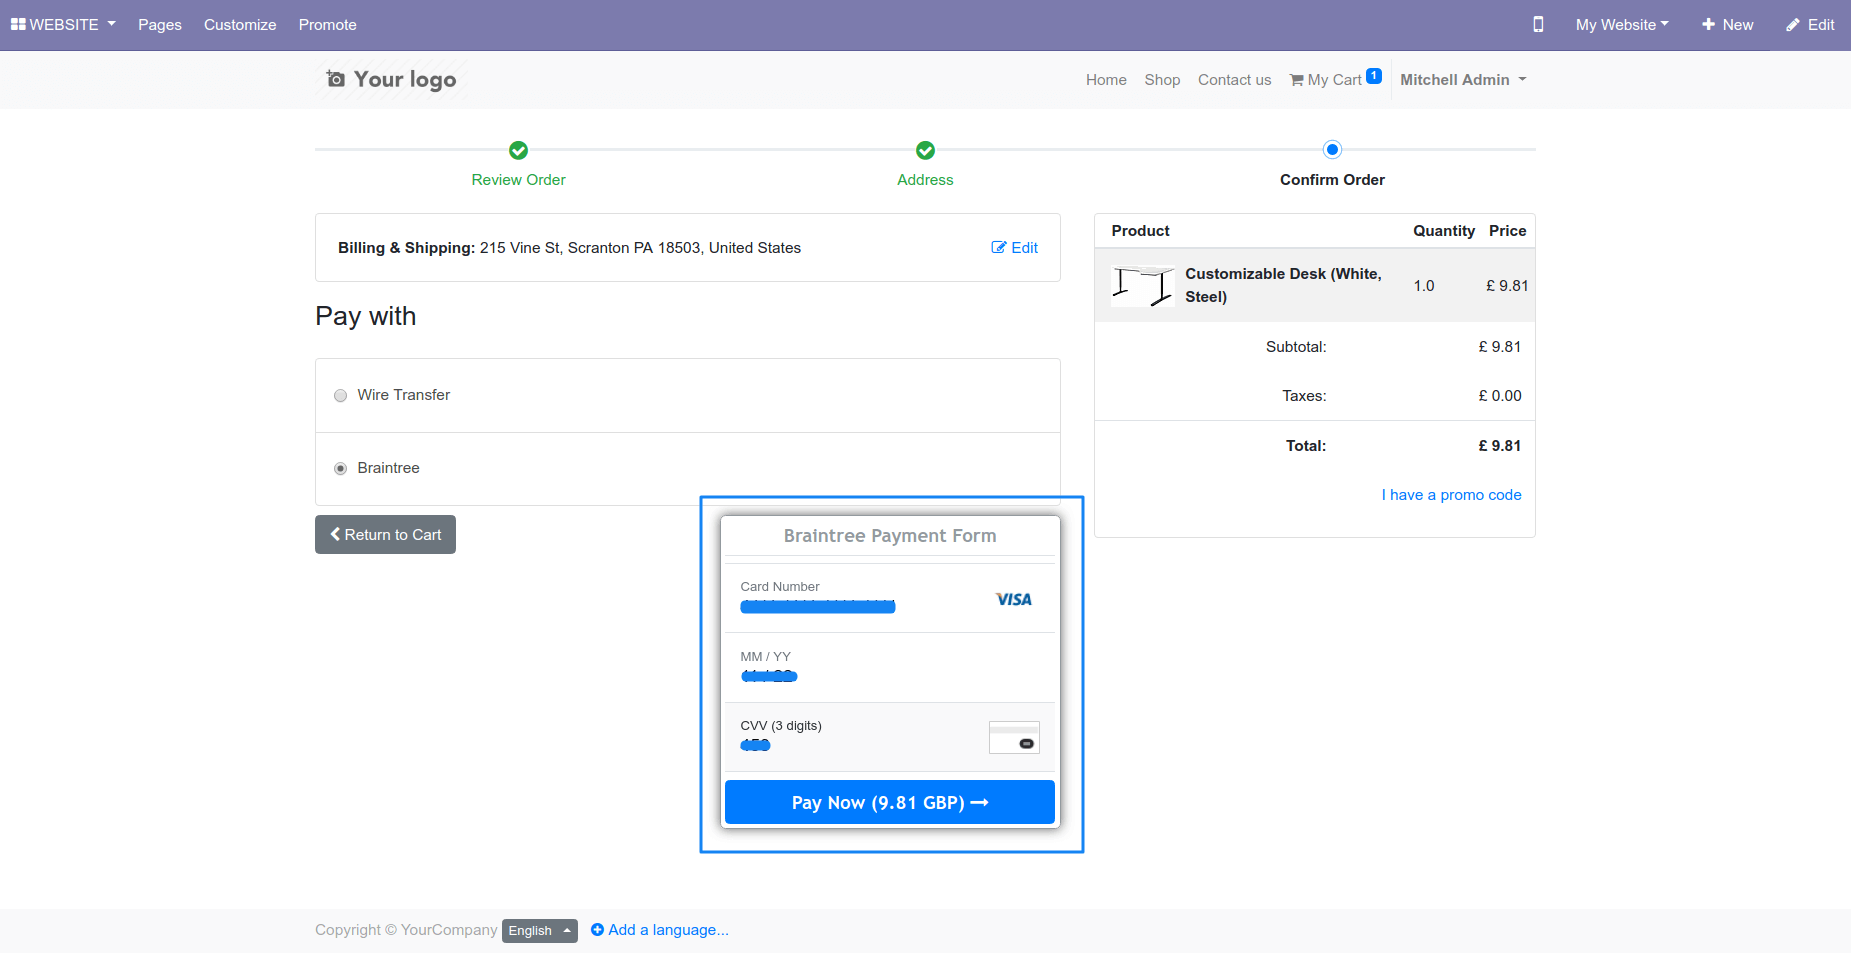 WEBSITE Pages Customize Promote My Website New Edit
Your logo Home Shop Contact us My Cart 1 Mitchell Admin
Review Order Address Confirm Order
Billing & Shipping: 215 Vine St, Scranton PA 18503, United States Edit
Pay with
Wire Transfer
Braintree
Return to Cart
Product Quantity Price
Customizable Desk (White,
Steel) 1.0 £ 9.81
Subtotal: £ 9.81
Taxes: £ 0.00
Total: £ 9.81
I have a promo code
Braintree Payment Form
Card Number
VISA
MM / YY
CVV (3 digits)
Pay Now (9.81 GBP)
Copyright © YourCompany English Add a language...